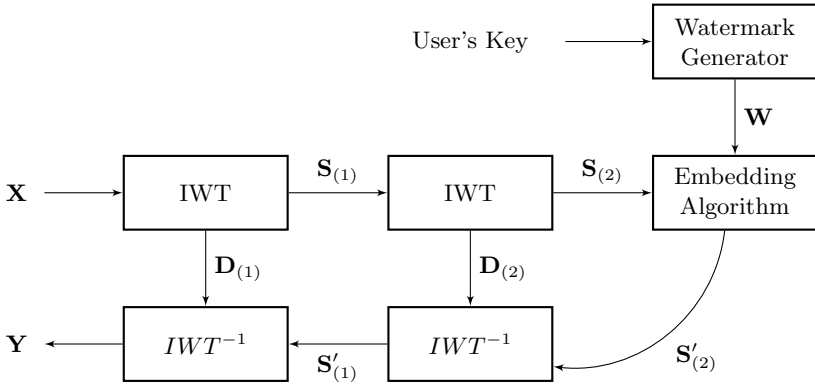 User's Key
Watermark
Generator
W
X
IWT
S₍₁₎
IWT
S₍₂₎
Embedding
Algorithm
D₍₁₎
D₍₂₎
Y
IWT⁻¹
S′₍₁₎
IWT⁻¹
S′₍₂₎